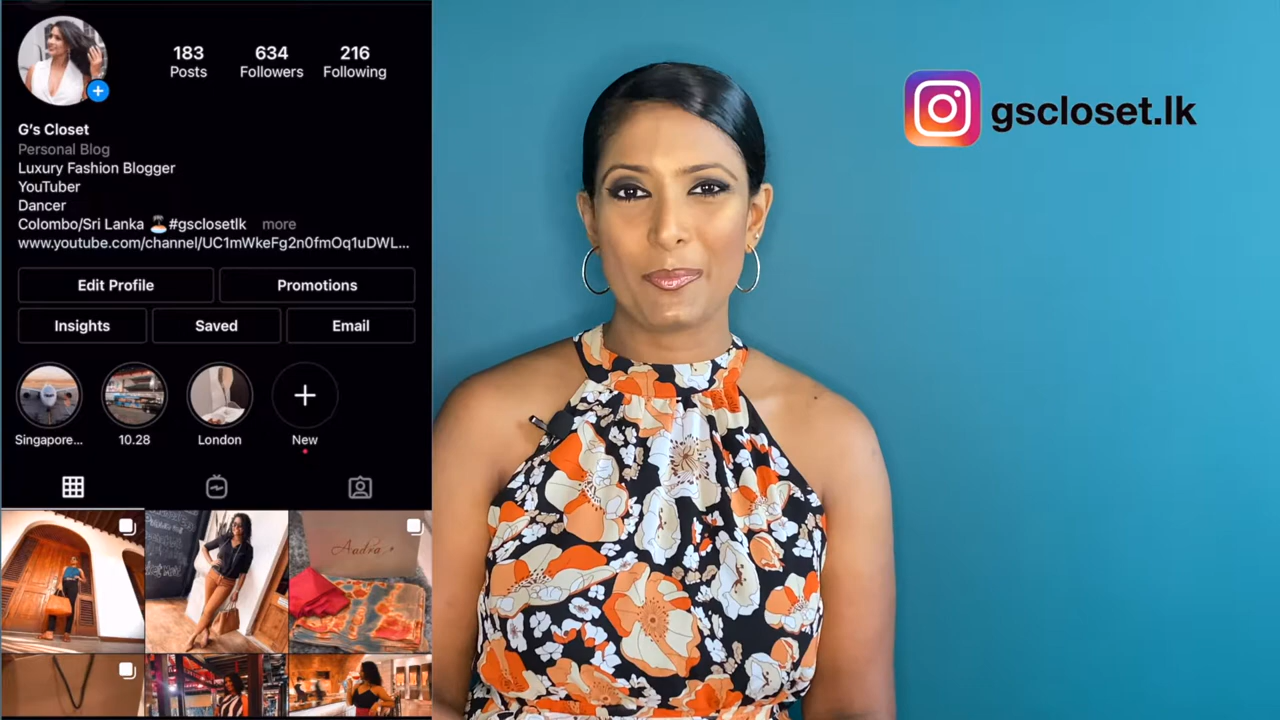 183 634 216
Posts Followers Following
G's Closet
Personal Blog
Luxury Fashion Blogger
YouTuber
Dancer
Colombo/Sri Lanka 🏝️#gsclosetlk more
www.youtube.com/channel/UC1mWkeFg2n0fmOq1uDWL...
Edit Profile Promotions
Insights Saved Email
Singapore... 10.28 London New
Aadra
gscloset.lk